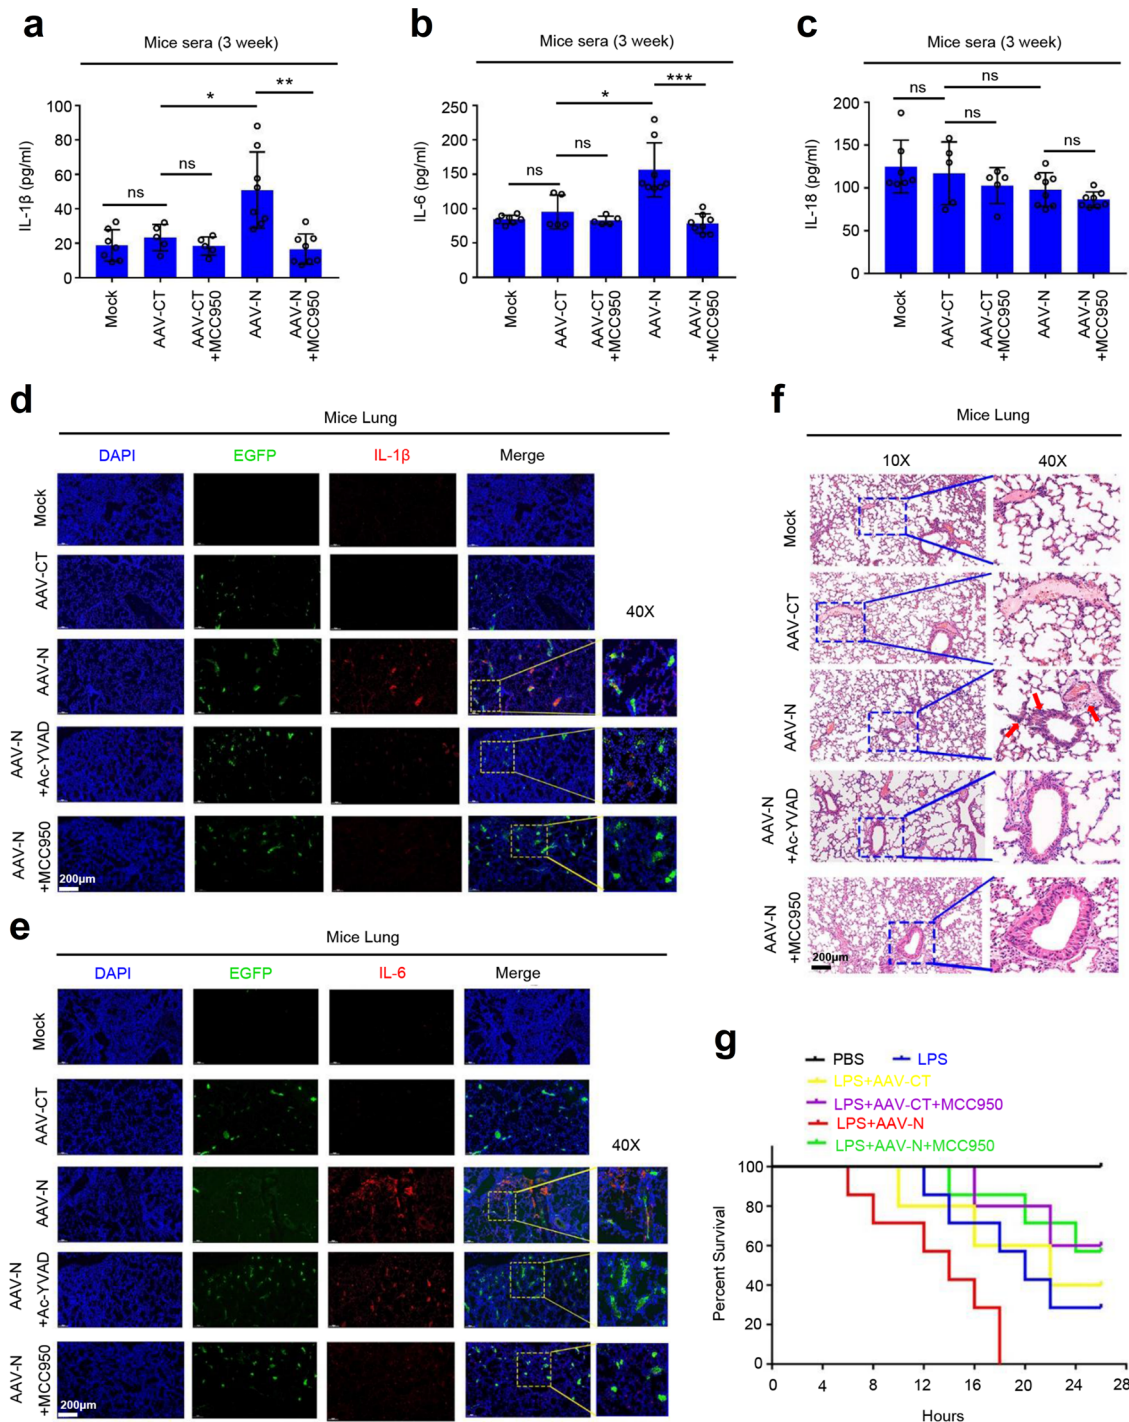 a
Mice sera (3 week)
* **
ns ns
IL-1β (pg/ml)
100
80
60
40
20
0
Mock
AAV-CT
AAV-CT
+MCC950
AAV-N
AAV-N
+MCC950
b
Mice sera (3 week)
* ***
ns ns
IL-6 (pg/ml)
250
200
150
100
50
0
Mock
AAV-CT
AAV-CT
+MCC950
AAV-N
AAV-N
+MCC950
c
Mice sera (3 week)
ns ns
ns ns
IL-18 (pg/ml)
200
150
100
50
0
Mock
AAV-CT
AAV-CT
+MCC950
AAV-N
AAV-N
+MCC950
d
Mice Lung
DAPI EGFP IL-1β Merge
Mock
AAV-CT
40X
AAV-N
AAV-N
+Ac-YVAD
AAV-N
+MCC950
200μm
e
Mice Lung
DAPI EGFP IL-6 Merge
Mock
AAV-CT
40X
AAV-N
AAV-N
+Ac-YVAD
AAV-N
+MCC950
200μm
f
Mice Lung
10X 40X
Mock
AAV-CT
AAV-N
AAV-N
+Ac-YVAD
AAV-N
+MCC950
200μm
g
PBS LPS
LPS+AAV-CT
LPS+AAV-CT+MCC950
LPS+AAV-N
LPS+AAV-N+MCC950
Percent Survival
100
80
60
40
20
0
0 4 8 12 16 20 24 28
Hours